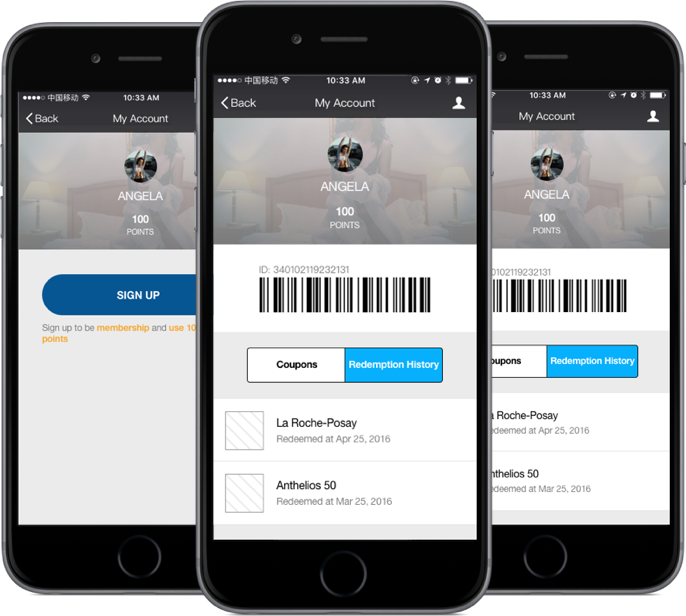 中国移动
10:33 AM
Back
My Account
ANGELA
100
POINTS
SIGN UP
Sign up to be membership and use 10
points
中国移动
10:33 AM
Back
My Account
ANGELA
100
POINTS
ID: 340102119232131
Coupons
Redemption History
La Roche-Posay
Redeemed at Apr 25, 2016
Anthelios 50
Redeemed at Mar 25, 2016
10:33 AM
My Account
ANGELA
100
POINTS
340102119232131
oupons
Redemption History
a Roche-Posay
edeemed at Apr 25, 2016
nthelios 50
edeemed at Mar 25, 2016